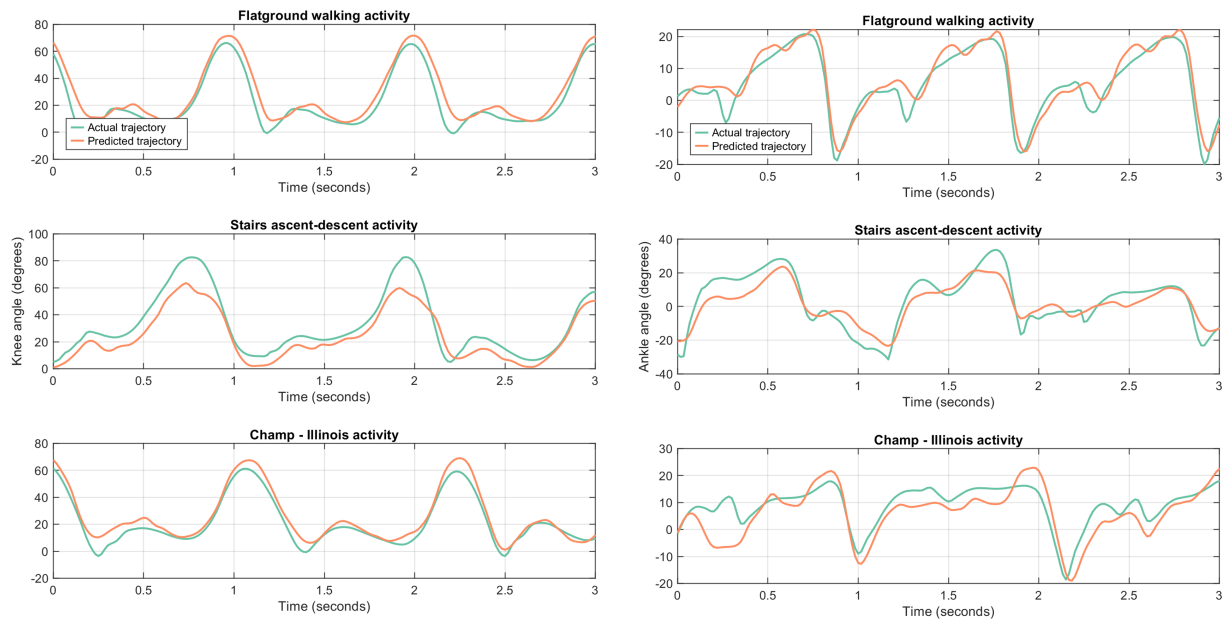 Flatground walking activity
80
60
40
20
0
-20
Actual trajectory
Predicted trajectory
0 0.5 1 1.5 2 2.5 3
Time (seconds)
Stairs ascent-descent activity
Knee angle (degrees)
100
80
60
40
20
0
0 0.5 1 1.5 2 2.5 3
Time (seconds)
Champ - Illinois activity
80
60
40
20
0
-20
0 0.5 1 1.5 2 2.5 3
Time (seconds)
Flatground walking activity
20
10
0
-10
-20
Actual trajectory
Predicted trajectory
0 0.5 1 1.5 2 2.5 3
Time (seconds)
Stairs ascent-descent activity
Ankle angle (degrees)
40
20
0
-20
-40
0 0.5 1 1.5 2 2.5 3
Time (seconds)
Champ - Illinois activity
30
20
10
0
-10
-20
0 0.5 1 1.5 2 2.5 3
Time (seconds)